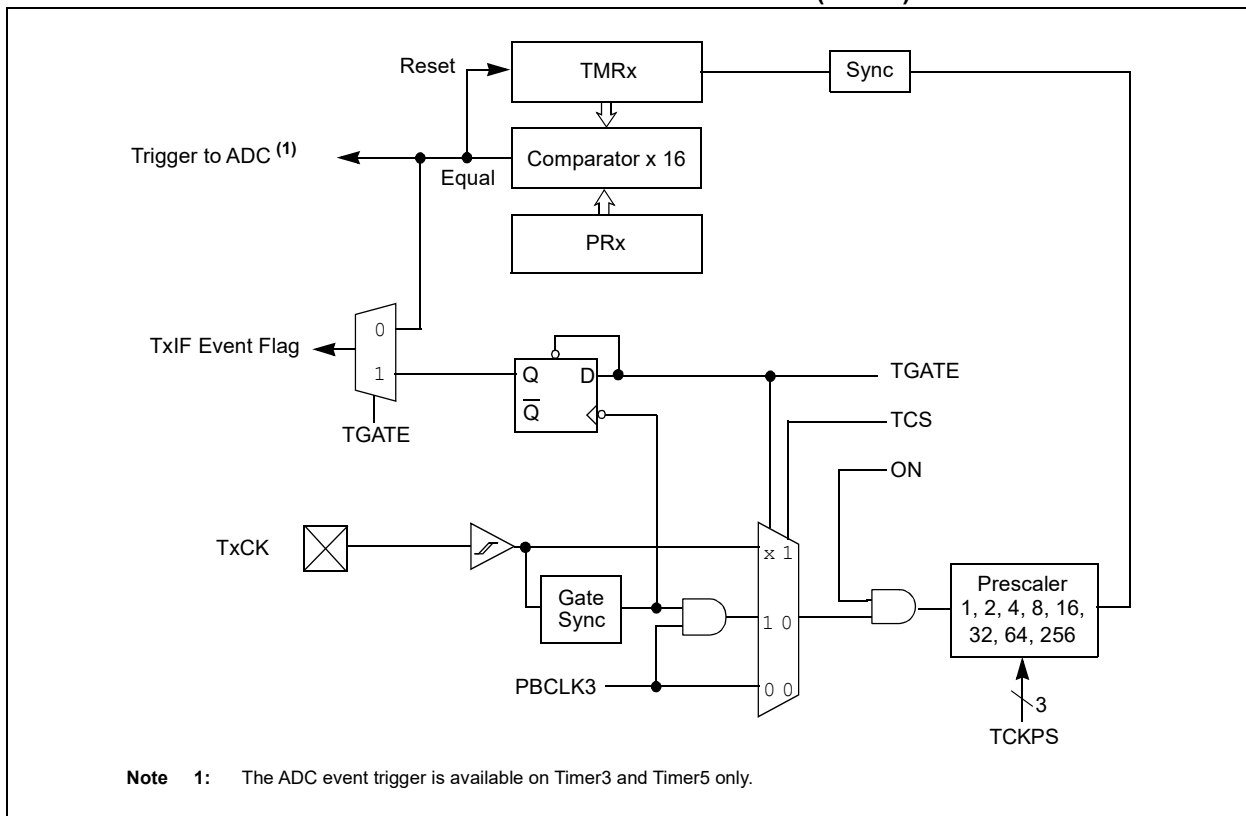 Reset
TMRx
Sync
Trigger to ADC (1)
Equal
Comparator x 16
PRx
TxIF Event Flag
0
1
TGATE
Q
D
Q
TGATE
TCS
ON
TxCK
x 1
Gate
Sync
1 0
PBCLK3
0 0
Prescaler
1, 2, 4, 8, 16,
32, 64, 256
3
TCKPS
Note 1: The ADC event trigger is available on Timer3 and Timer5 only.